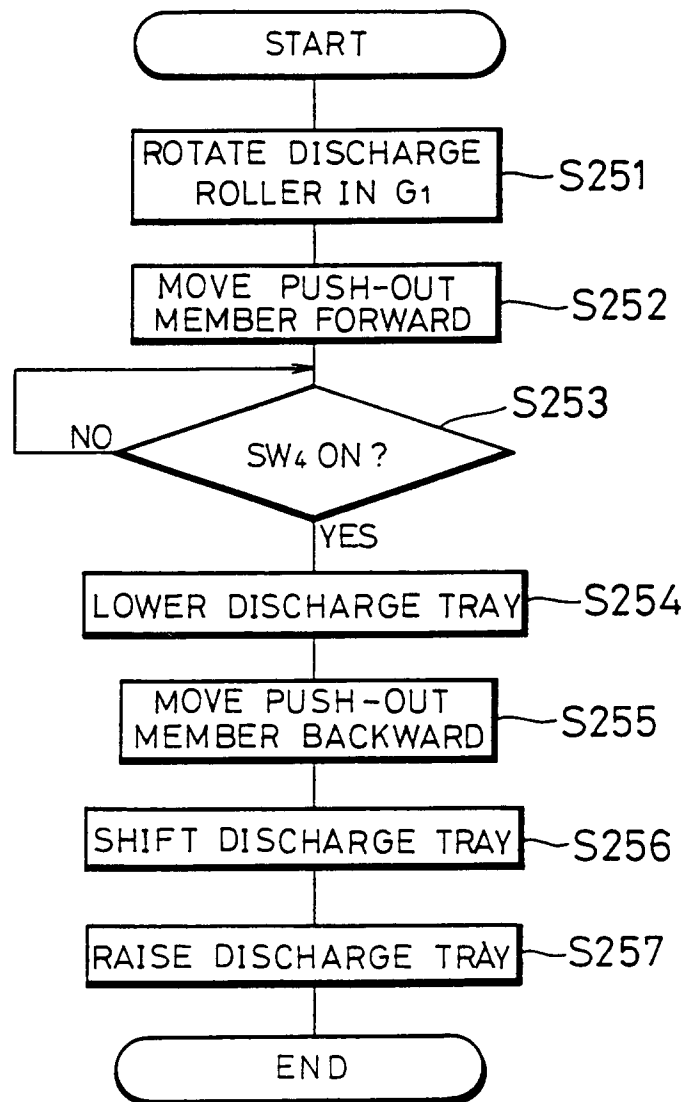 START
ROTATE DISCHARGE
ROLLER IN G1
S251
MOVE PUSH-OUT
MEMBER FORWARD
S252
S253
NO
SW4 ON?
YES
LOWER DISCHARGE TRAY
S254
MOVE PUSH-OUT
MEMBER BACKWARD
S255
SHIFT DISCHARGE TRAY
S256
RAISE DISCHARGE TRAY
S257
END